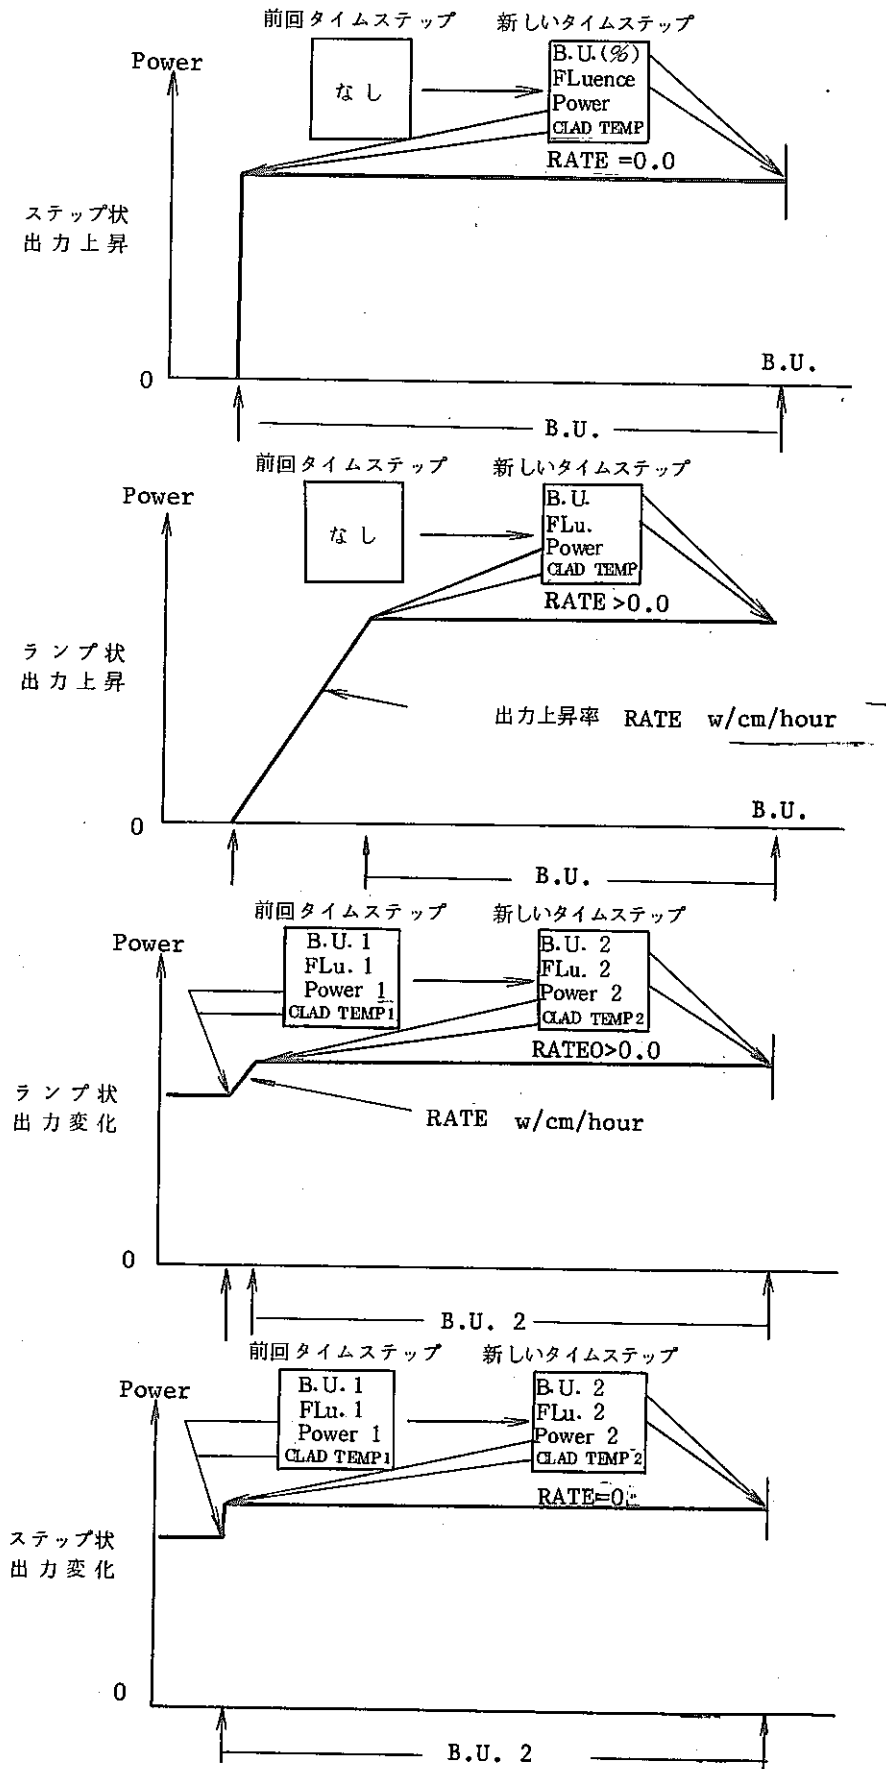 前回タイムステップ 新しいタイムステップ
Power
なし
B.U.(%)
FLuence
Power
CLAD TEMP
RATE =0.0
ステップ状
出力上昇
B.U.
0
B.U.
前回タイムステップ 新しいタイムステップ
Power
なし
B.U.
FLu.
Power
CLAD TEMP
RATE >0.0
ランプ状
出力上昇
出力上昇率 RATE w/cm/hour
B.U.
0
B.U.
前回タイムステップ 新しいタイムステップ
Power
B.U. 1
FLu. 1
Power 1
CLAD TEMP1
B.U. 2
FLu. 2
Power 2
CLAD TEMP2
RATEO>0.0
ランプ状
出力変化
RATE w/cm/hour
0
B.U. 2
前回タイムステップ 新しいタイムステップ
Power
B.U. 1
FLu. 1
Power 1
CLAD TEMP1
B.U. 2
FLu. 2
Power 2
CLAD TEMP2
RATE=0.
ステップ状
出力変化
0
B.U. 2